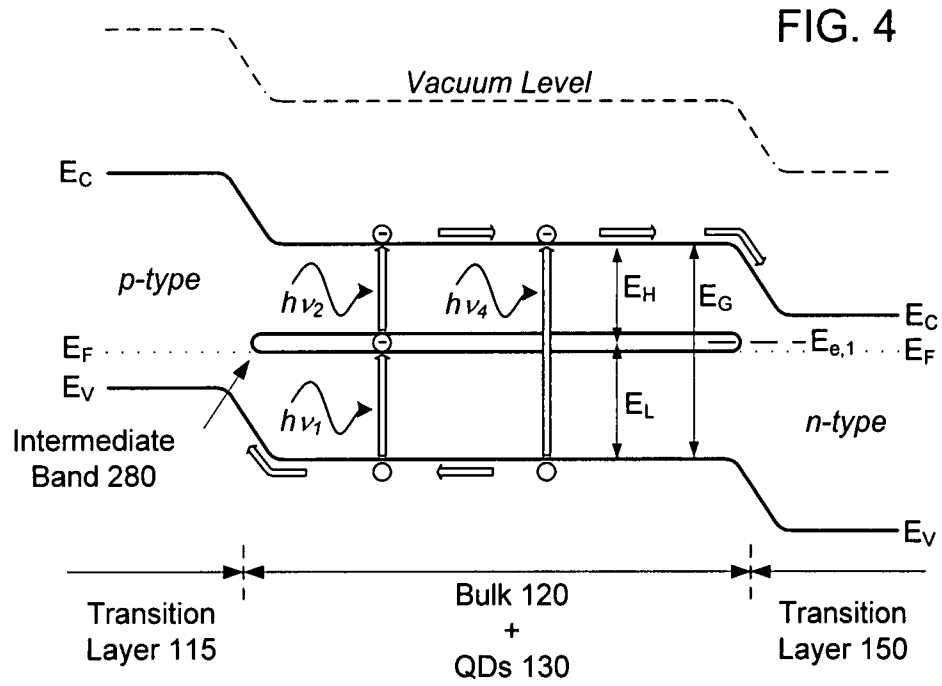 FIG. 4
Vacuum Level
E_C
p-type
hν_2
hν_4
E_H
E_G
E_C
E_F
E_e,1
E_F
E_V
hν_1
E_L
n-type
Intermediate
Band 280
E_V
Transition
Layer 115
Bulk 120
+
QDs 130
Transition
Layer 150